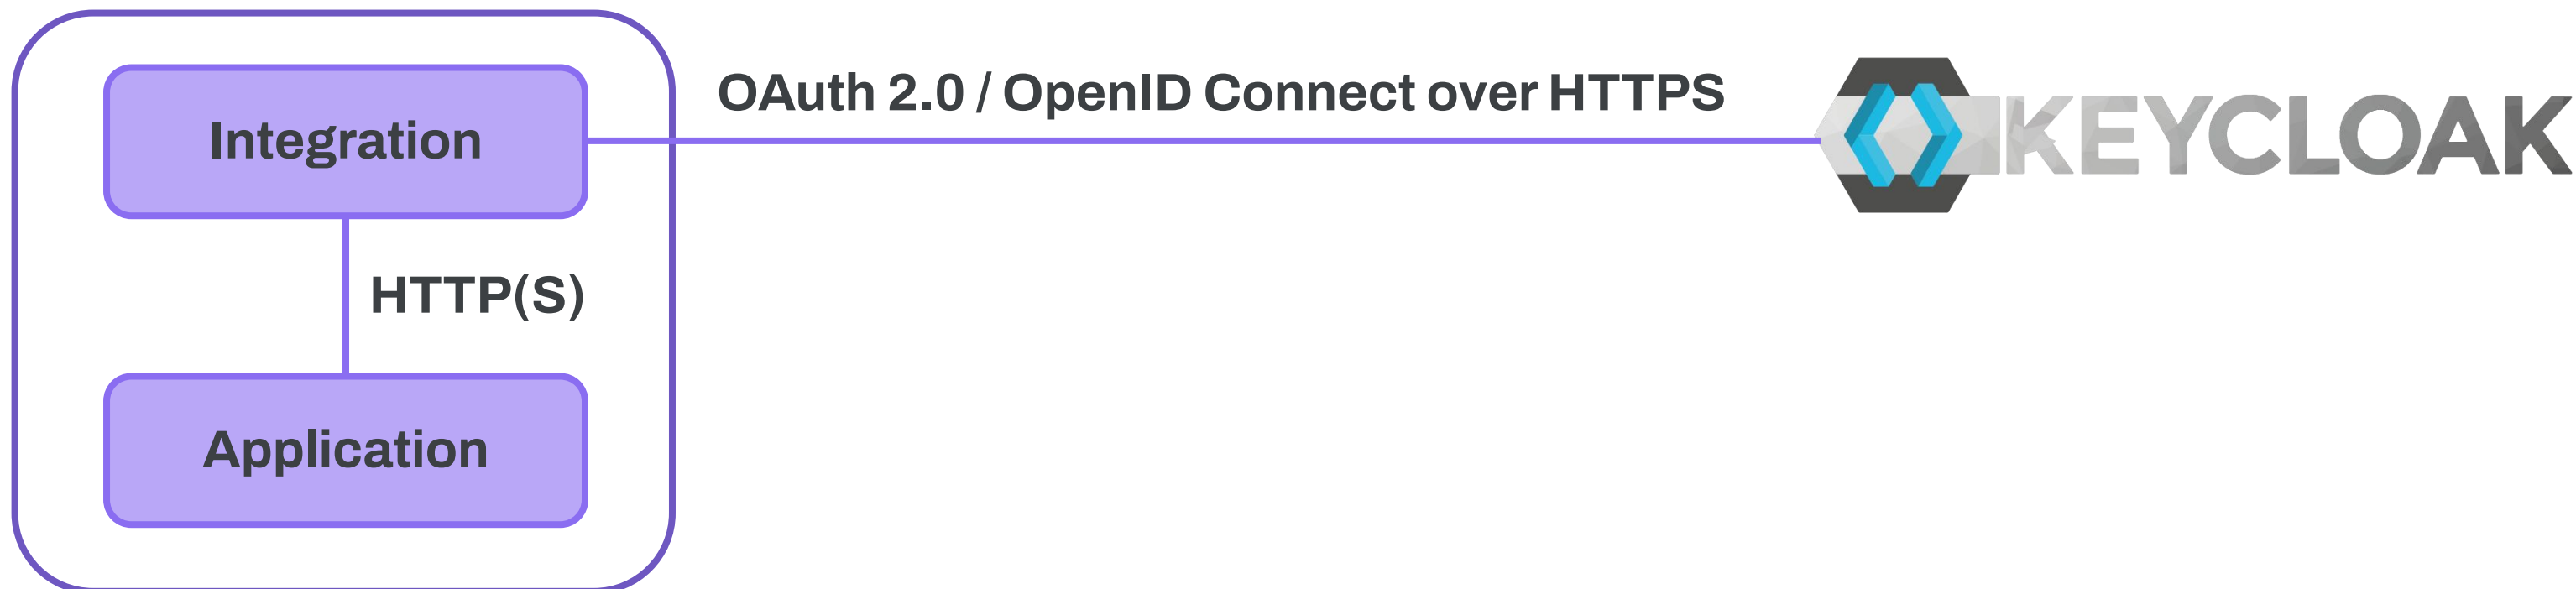 OAuth 2.0 / OpenID Connect over HTTPS
Integration
KEYCLOAK
HTTP(S)
Application